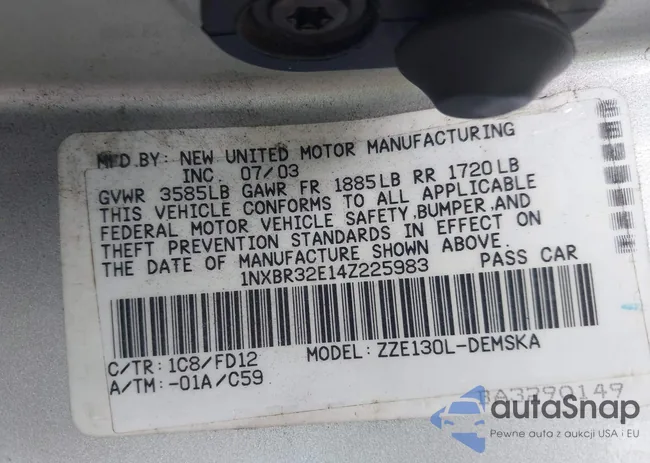 MFD.BY: NEW UNITED MOTOR MANUFACTURING
INC. 07/03
GVWR 3585LB GAWR FR 1885LB RR 1720LB
THIS VEHICLE CONFORMS TO ALL APPLICABLE
FEDERAL MOTOR VEHICLE SAFETY,BUMPER,AND
THEFT PREVENTION STANDARDS IN EFFECT ON
THE DATE OF MANUFACTURE SHOWN ABOVE.
1NXBR32E14Z225983 PASS CAR
C/TR: 1C8/FD12 MODEL: ZZE130L-DEMSKA
A/TM: -01A/C59
BA3290149
autaSnap
Pewne auta z aukcji USA i EU